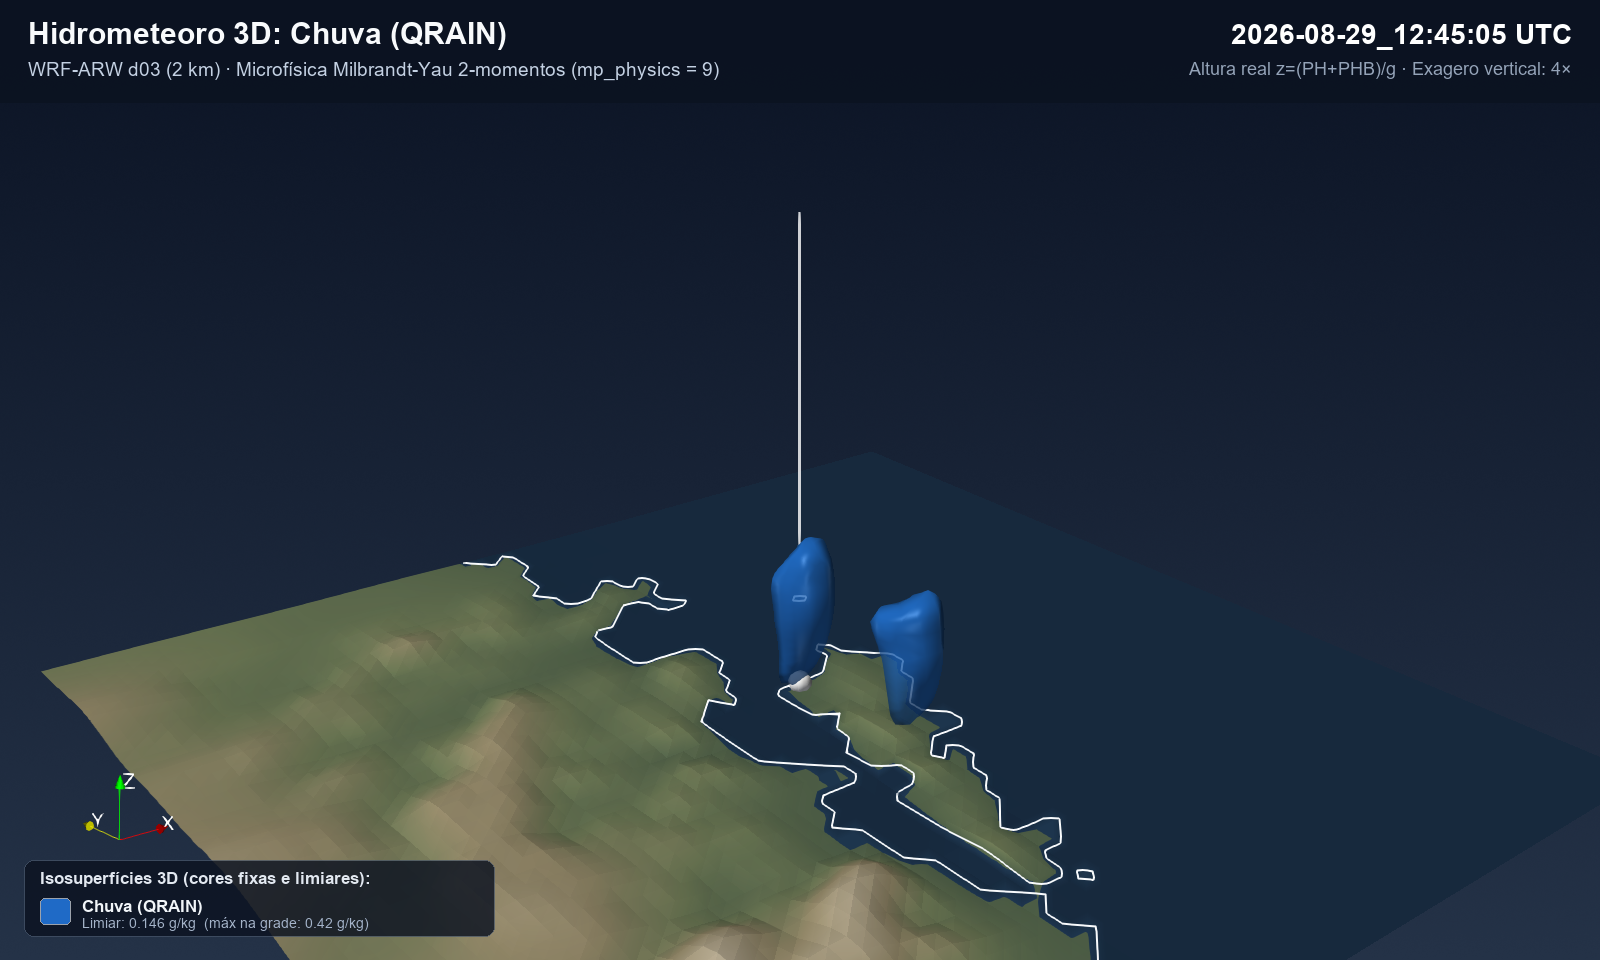 Hidrometeoro 3D: Chuva (QRAIN)
2026-08-29_12:45:05 UTC
WRF-ARW d03 (2 km) · Microfísica Milbrandt-Yau 2-momentos (mp_physics = 9)
Altura real z=(PH+PHB)/g · Exagero vertical: 4×
Z
Y
X
Isosuperfícies 3D (cores fixas e limiares):
Chuva (QRAIN)
Limiar: 0.146 g/kg (máx na grade: 0.42 g/kg)